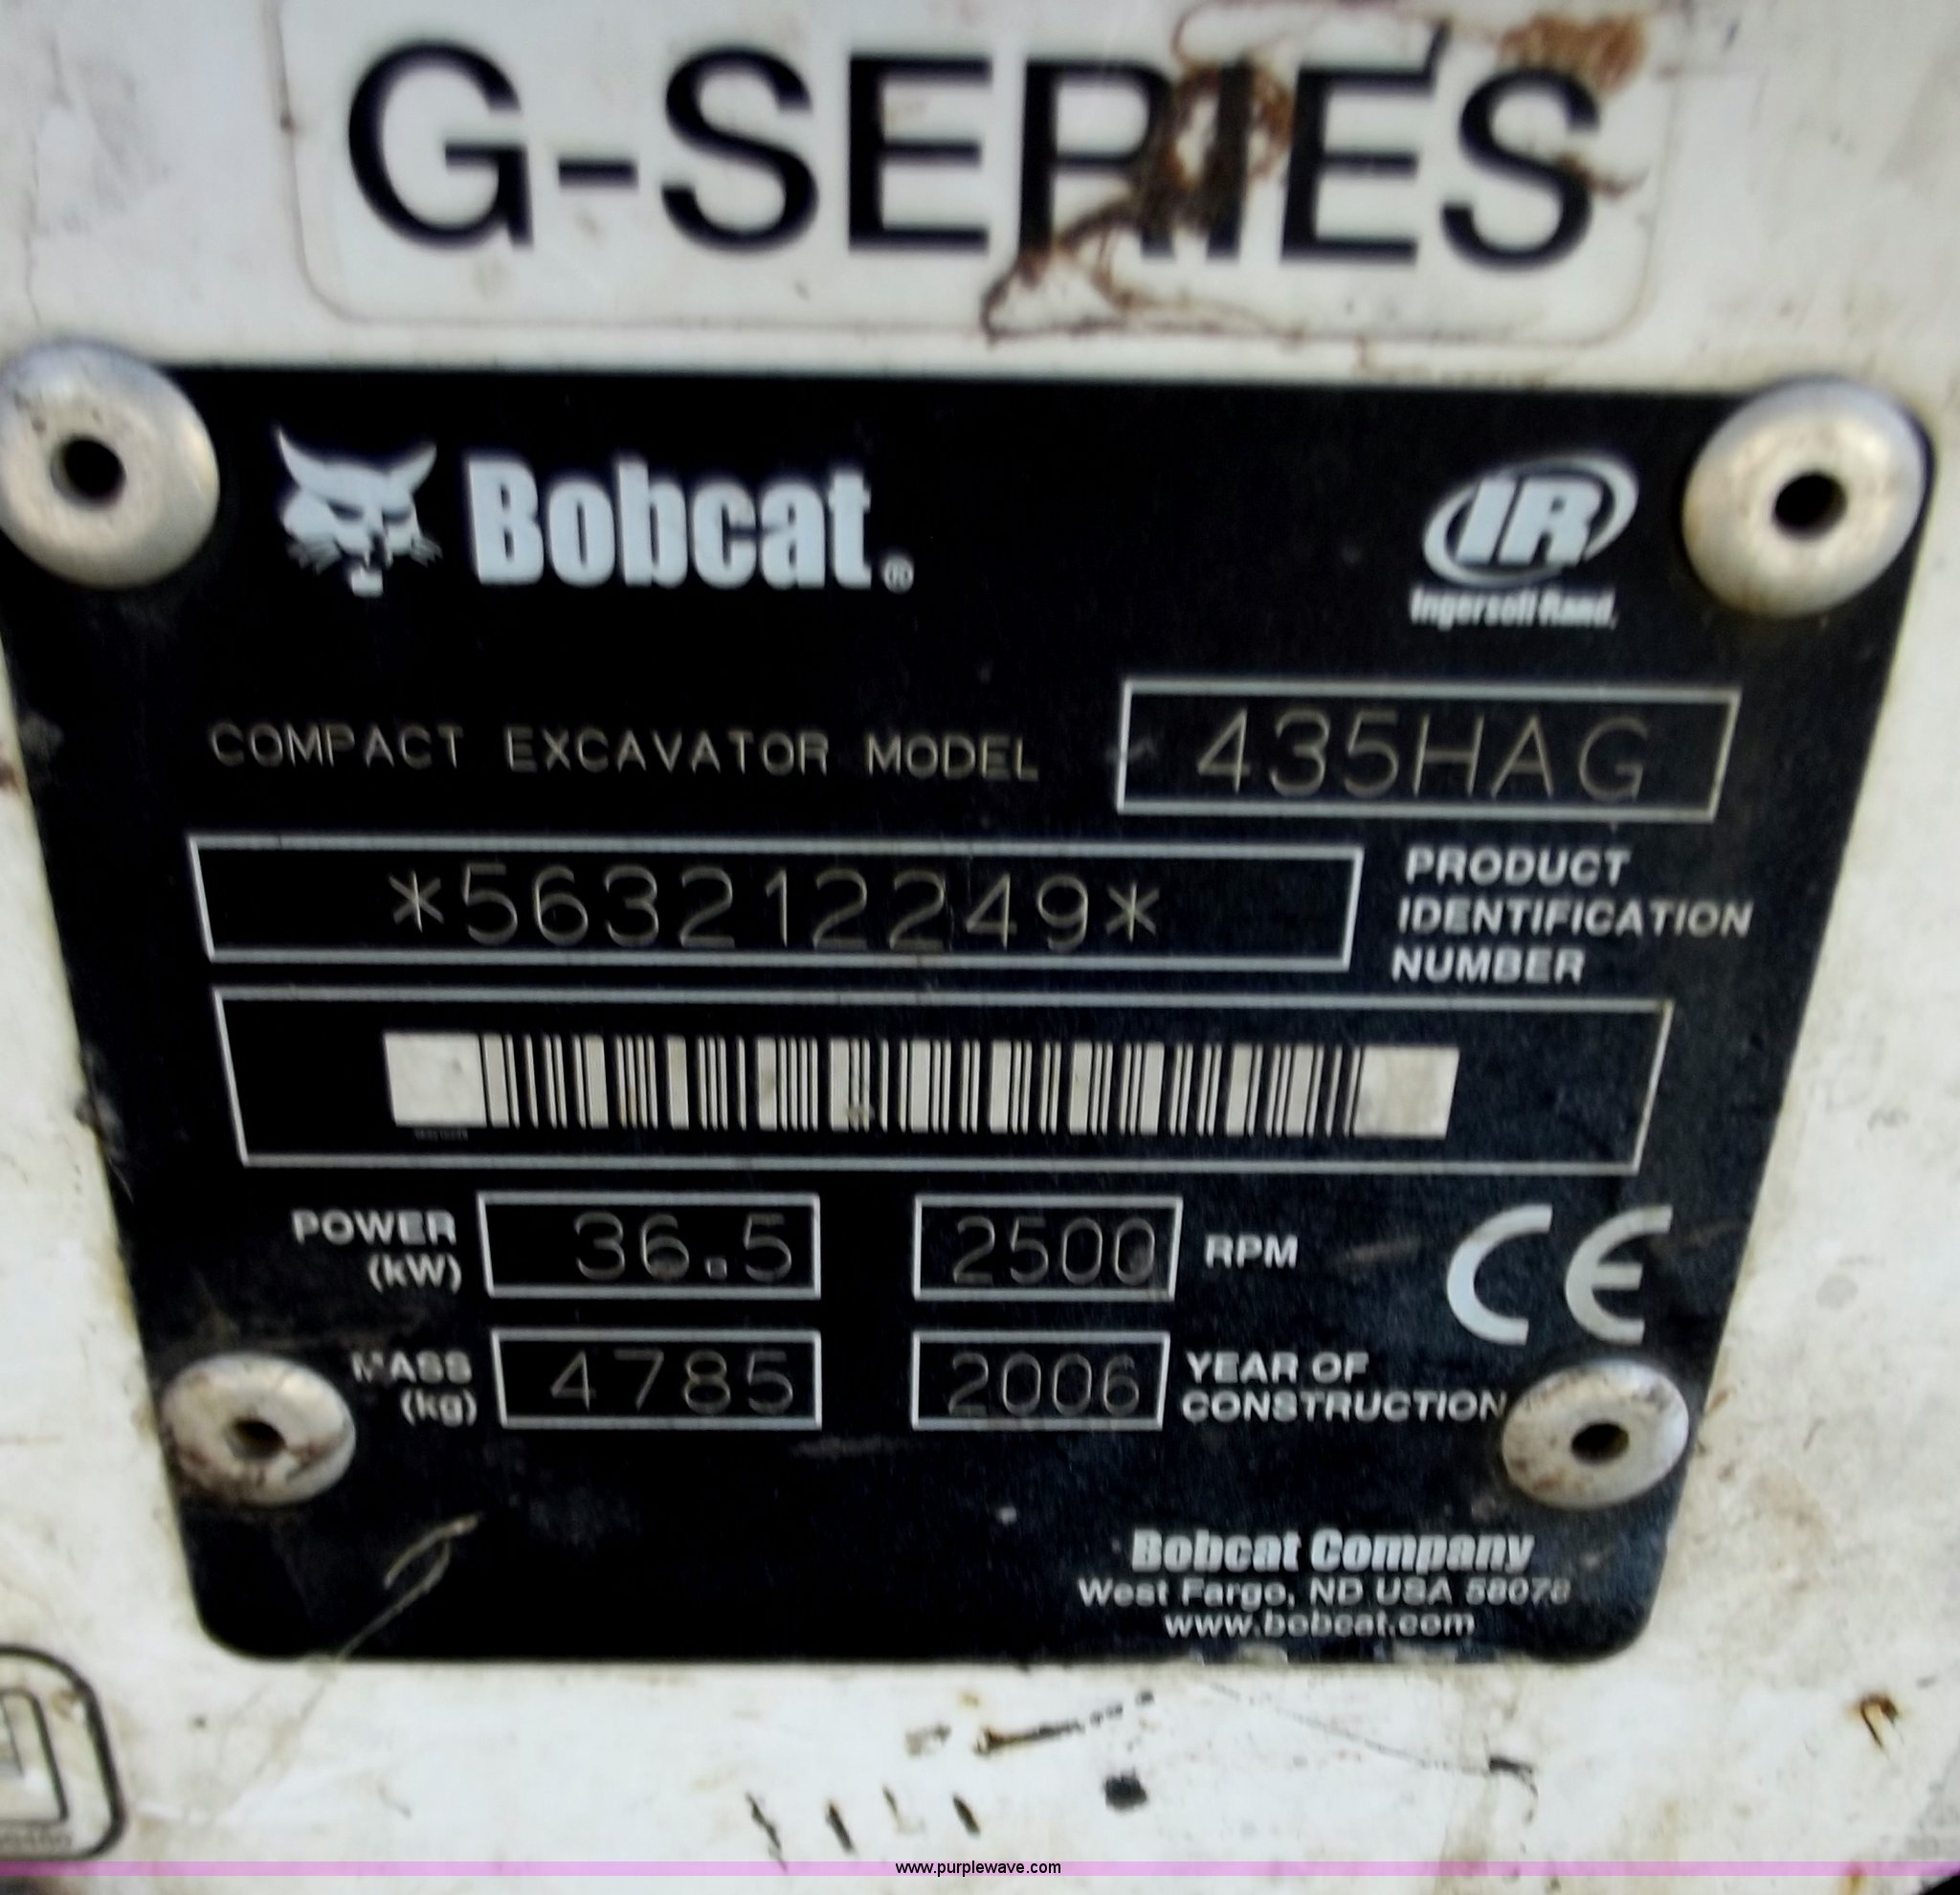 G-SERIES
Bobcat®
IR
Ingersoll Rand.
COMPACT EXCAVATOR MODEL 435HAG
*563212249* PRODUCT
IDENTIFICATION
NUMBER
POWER
(kW) 36.5 2500 RPM
CE
MASS
(kg) 4785 2006 YEAR OF
CONSTRUCTION
Bobcat Company
West Fargo, ND USA 58078
www.bobcat.com
www.purplewave.com